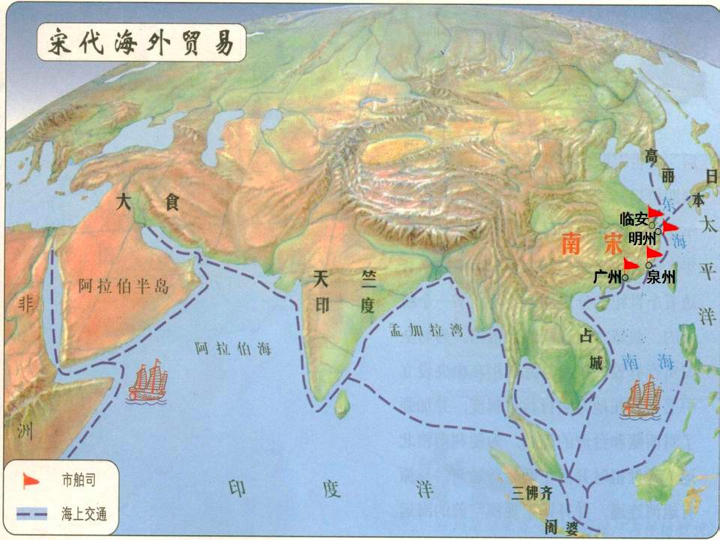 宋代海外贸易
高丽
日本
东海
太平洋
临安
明州
南宋
泉州
广州
大食
阿拉伯半岛
天竺
印度
非洲
阿拉伯海
孟加拉湾
占城
南海
三佛齐
阇婆
印度洋
市舶司
海上交通